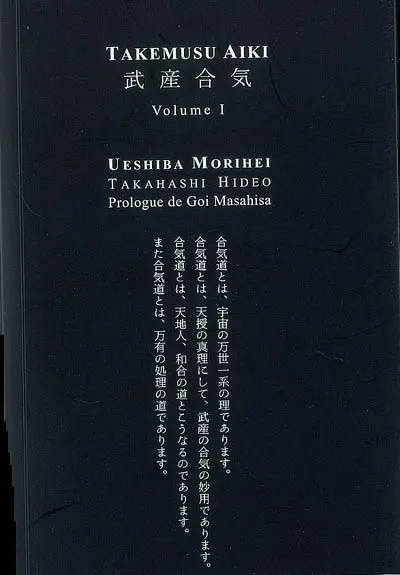 TAKEMUSU AIKI
武産合気
Volume I
UESHIBA MORIHEI
TAKAHASHI HIDEO
Prologue de Goi Masahisa
合気道とは、宇宙の万世一系の理であります。
合気道とは、天授の真理にして、武産の合気の妙用であります。
合気道とは、天地人、和合の道とこうなるのであります。
また合気道とは、万有の処理の道であります。